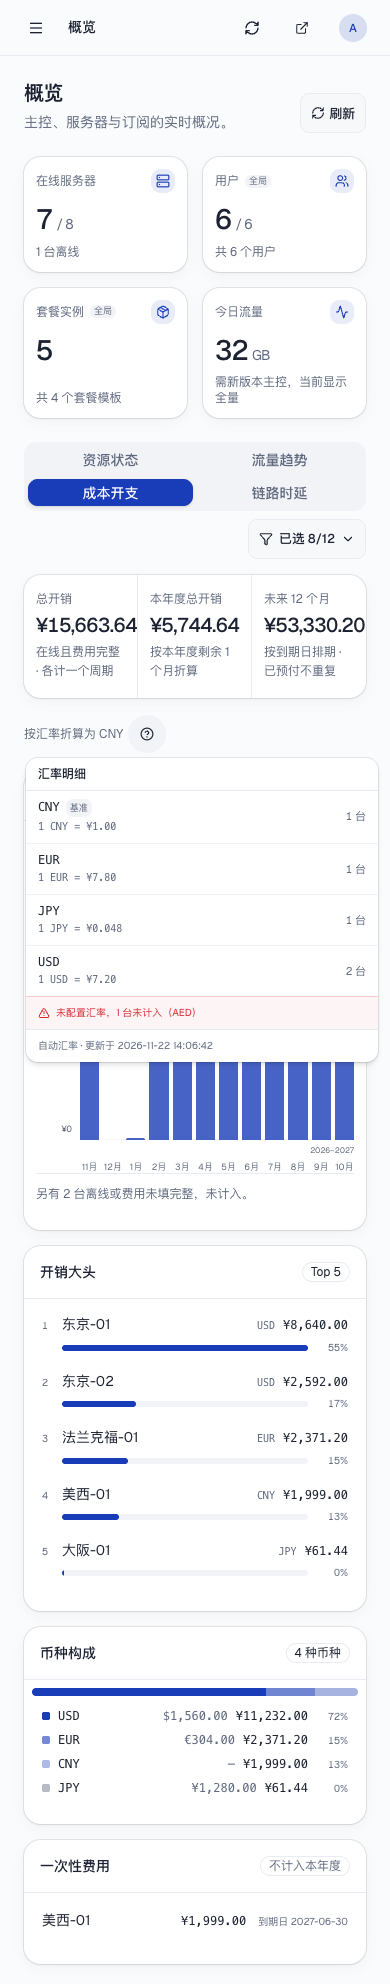 概览
A
概览
主控、服务器与订阅的实时概况。
刷新
在线服务器
7 / 8
1 台离线
用户 全局
6 / 6
共 6 个用户
套餐实例 全局
5
共 4 个套餐模板
今日流量
32 GB
需新版本主控，当前显示
全量
资源状态
流量趋势
成本开支
链路时延
已选 8/12
总开销
¥15,663.64
在线且费用完整
· 各计一个周期
本年度总开销
¥5,744.64
按本年度剩余 1
个月折算
未来 12 个月
¥53,330.20
按到期日排期 ·
已预付不重复
按汇率折算为 CNY
汇率明细
CNY 基准
1 CNY = ¥1.00
1 台
EUR
1 EUR = ¥7.80
1 台
JPY
1 JPY = ¥0.048
1 台
USD
1 USD = ¥7.20
2 台
未配置汇率，1 台未计入（AED）
自动汇率 · 更新于 2026-11-22 14:06:42
¥0
2026–2027
11月 12月 1月 2月 3月 4月 5月 6月 7月 8月 9月 10月
另有 2 台离线或费用未填完整，未计入。
开销大头
Top 5
1 东京-01 USD ¥8,640.00
55%
2 东京-02 USD ¥2,592.00
17%
3 法兰克福-01 EUR ¥2,371.20
15%
4 美西-01 CNY ¥1,999.00
13%
5 大阪-01 JPY ¥61.44
0%
币种构成
4 种币种
USD $1,560.00 ¥11,232.00 72%
EUR €304.00 ¥2,371.20 15%
CNY — ¥1,999.00 13%
JPY ¥1,280.00 ¥61.44 0%
一次性费用
不计入本年度
美西-01 ¥1,999.00 到期日 2027-06-30